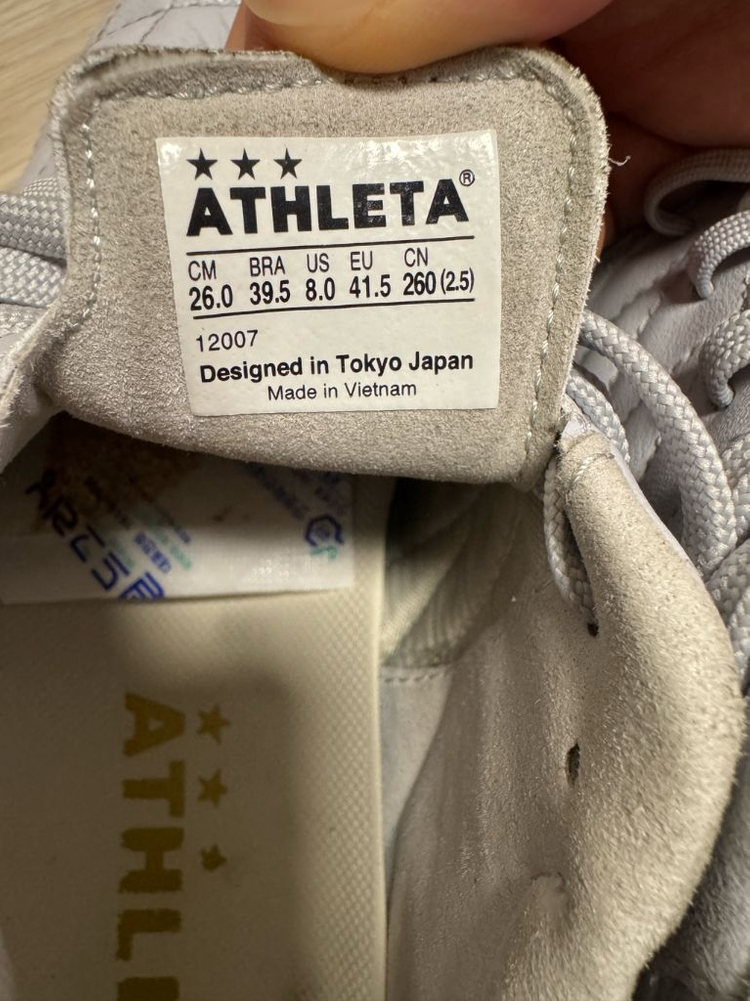 ★★★
ATHLETA®
CM BRA US EU CN
26.0 39.5 8.0 41.5 260 (2.5)
12007
Designed in Tokyo Japan
Made in Vietnam
★★★
ATHLE